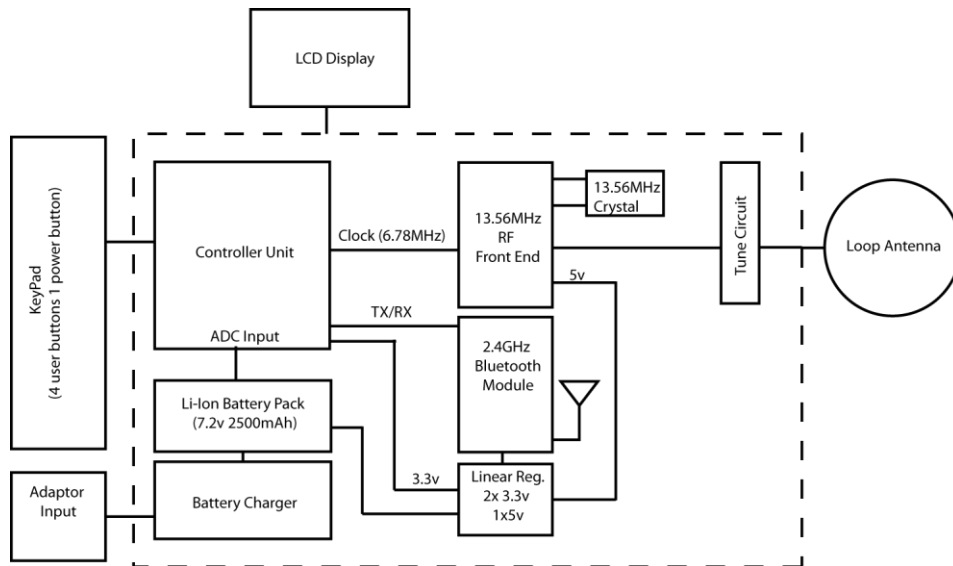 LCD Display
KeyPad
(4 user buttons 1 power button)
Controller Unit
ADC Input
Clock (6.78MHz)
13.56MHz
RF
Front End
13.56MHz
Crystal
Tune Circuit
Loop Antenna
5v
TX/RX
2.4GHz
Bluetooth
Module
Li-Ion Battery Pack
(7.2v 2500mAh)
3.3v
Linear Reg.
2x 3.3v
1x5v
Battery Charger
Adaptor
Input